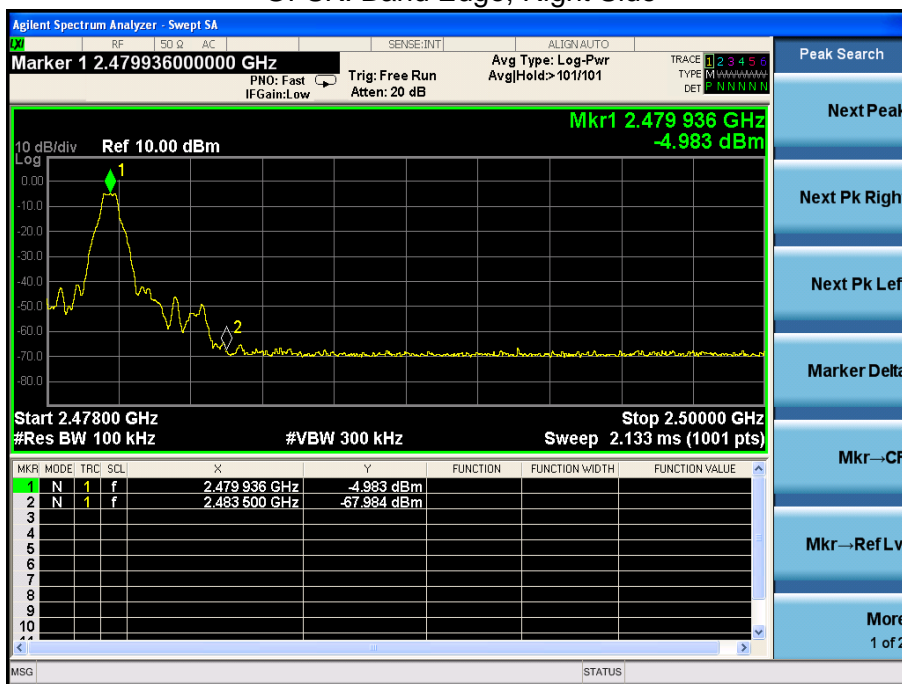 GFSK: Band Edge, Right Side
Agilent Spectrum Analyzer - Swept SA
LXI RF 50 Ω AC SENSE:INT ALIGN AUTO
Marker 1 2.479936000000 GHz
PNO: Fast
IFGain:Low
Trig: Free Run
Atten: 20 dB
Avg Type: Log-Pwr
Avg|Hold:>101/101
TRACE 1 2 3 4 5 6
TYPE M
DET P N N N N N
Mkr1 2.479 936 GHz
-4.983 dBm
10 dB/div Ref 10.00 dBm
Log
0.00
-10.0
-20.0
-30.0
-40.0
-50.0
-60.0
-70.0
-80.0
1
2
Start 2.47800 GHz Stop 2.50000 GHz
#Res BW 100 kHz #VBW 300 kHz Sweep 2.133 ms (1001 pts)
MKR MODE TRC SCL X Y FUNCTION FUNCTION WIDTH FUNCTION VALUE
1 N 1 f 2.479 936 GHz -4.983 dBm
2 N 1 f 2.483 500 GHz -67.984 dBm
3
4
5
6
7
8
9
10
MSG STATUS
Peak Search
Next Peak
Next Pk Righ
Next Pk Lef
Marker Delta
Mkr→CF
Mkr→Ref Lv
More
1 of 2